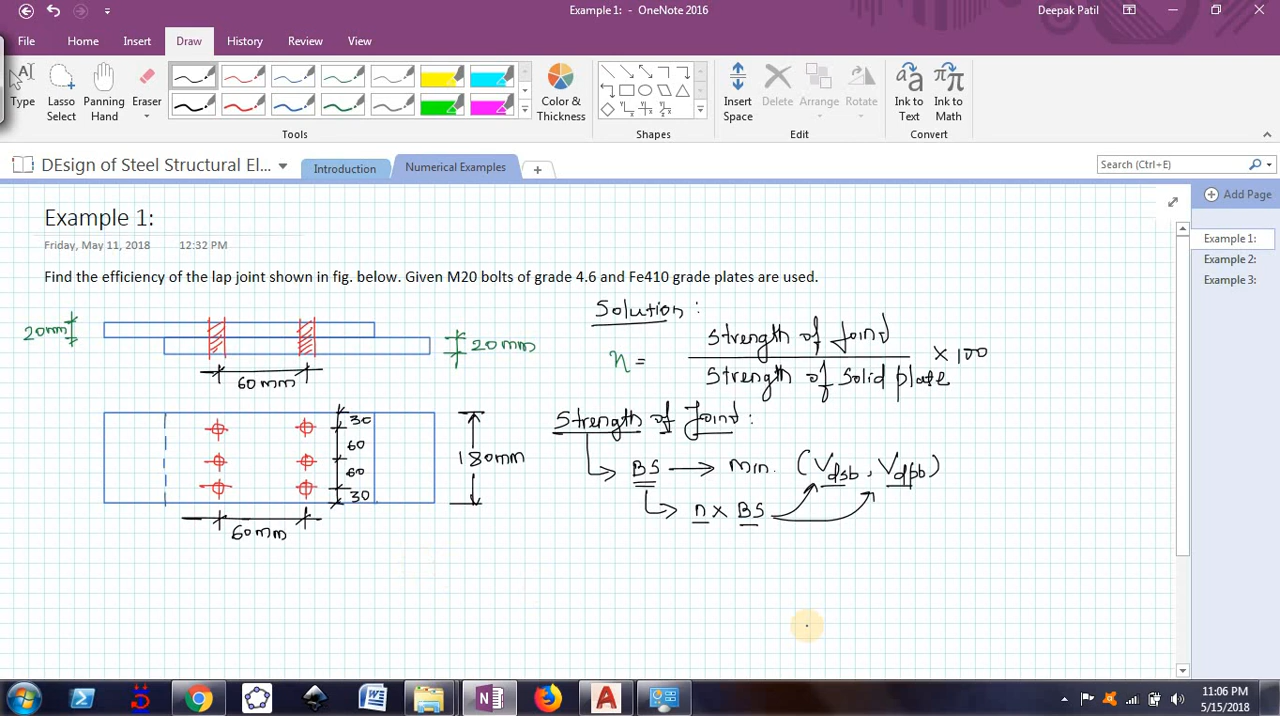 Example 1: - OneNote 2016
Deepak Patil
File Home Insert Draw History Review View
Type
Lasso Select
Panning Hand
Eraser
Color & Thickness
Insert Space
Delete
Arrange
Rotate
Ink to Text
Ink to Math
Tools
Shapes
Edit
Convert
DEsign of Steel Structural El...
Introduction
Numerical Examples
Search (Ctrl+E)
Add Page
Example 1:
Example 2:
Example 3:
Example 1:
Friday, May 11, 2018 12:32 PM
Find the efficiency of the lap joint shown in fig. below. Given M20 bolts of grade 4.6 and Fe410 grade plates are used.
20mm
20mm
60mm
30
60
60
30
180mm
60mm
Solution:
η = Strength of Joint / Strength of Solid plate × 100
Strength of Joint:
BS → min. (Vdsb, Vdpb)
n × BS
11:06 PM
5/15/2018